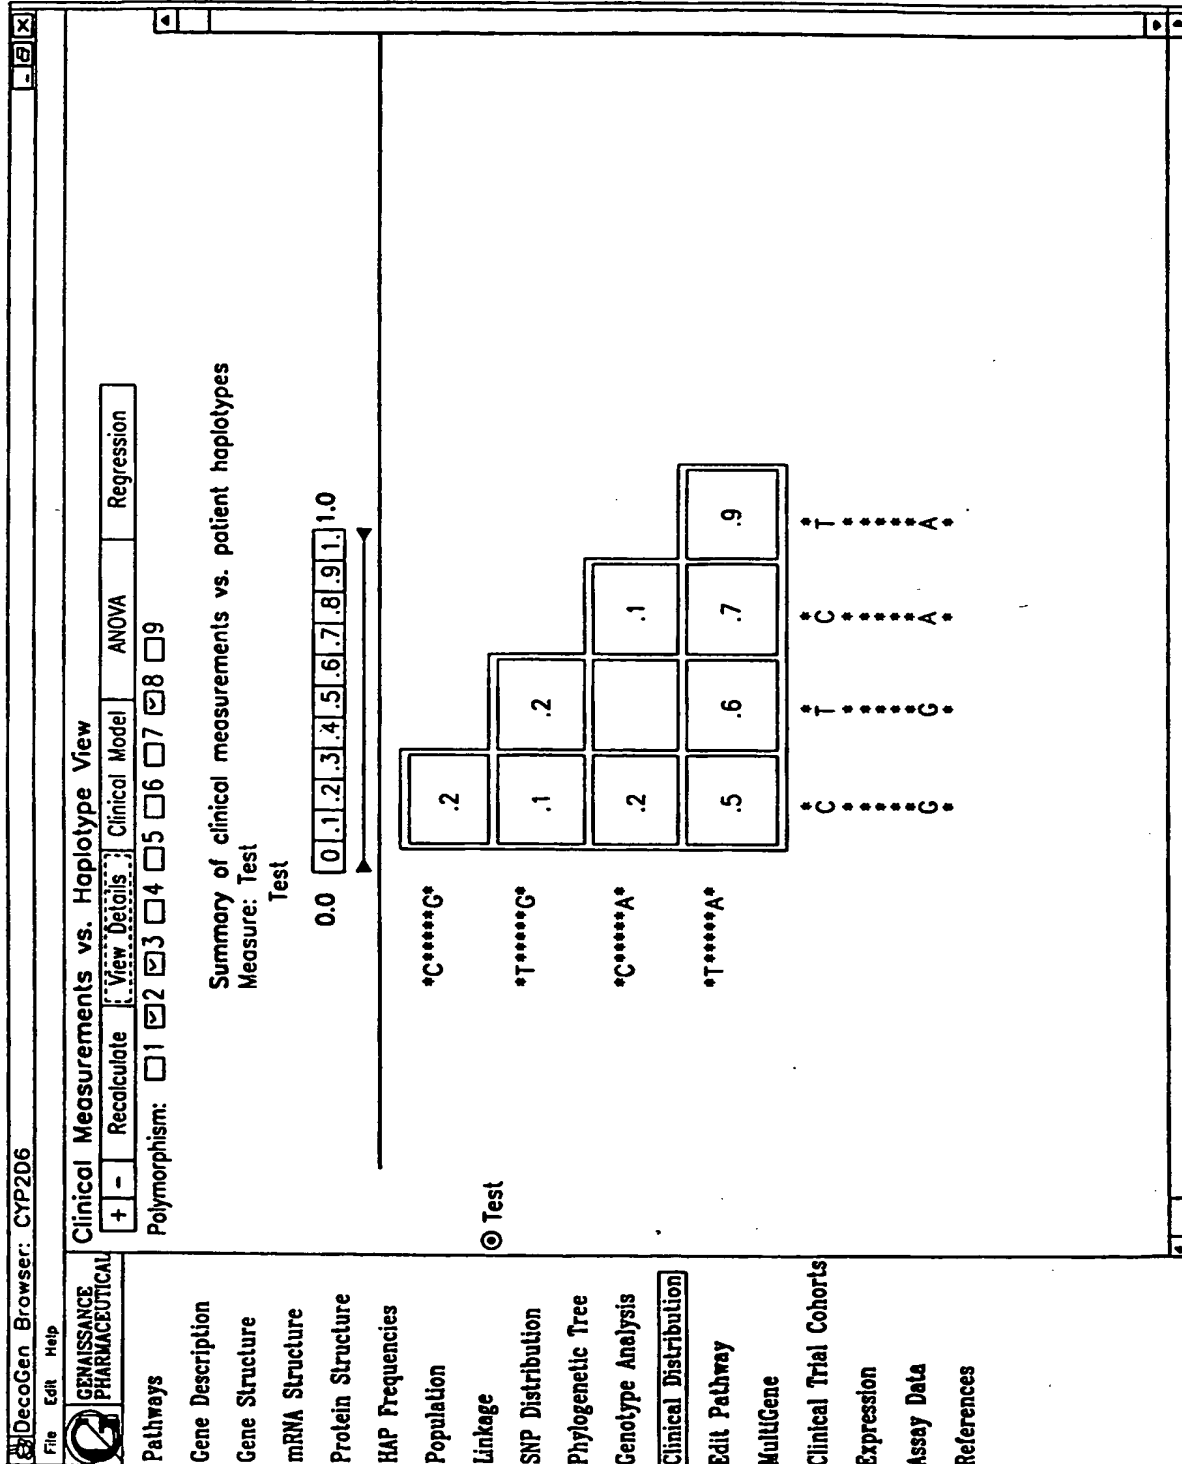 DecoGen Browser: CYP2D6
File Edit Help
GENAISSANCE
PHARMACEUTICAL
Pathways
Gene Description
Gene Structure
mRNA Structure
Protein Structure
HAP Frequencies
Population
Linkage
SNP Distribution
Phylogenetic Tree
Genotype Analysis
Clinical Distribution
Edit Pathway
MultiGene
Clinical Trial Cohorts
Expression
Assay Data
References
Clinical Measurements vs. Haplotype View
+ - Recalculate View Details Clinical Model ANOVA Regression
Polymorphism: 1 2 3 4 5 6 7 8 9
Summary of clinical measurements vs. patient haplotypes
Measure: Test
Test
0.0 0 .1 .2 .3 .4 .5 .6 .7 .8 .9 1. 1.0
Test
*C*****G* .2
*T*****G* .1 .2
*C*****A* .2 .1
*T*****A* .5 .6 .7 .9
*C*****G* *T*****G* *C*****A* *T*****A*